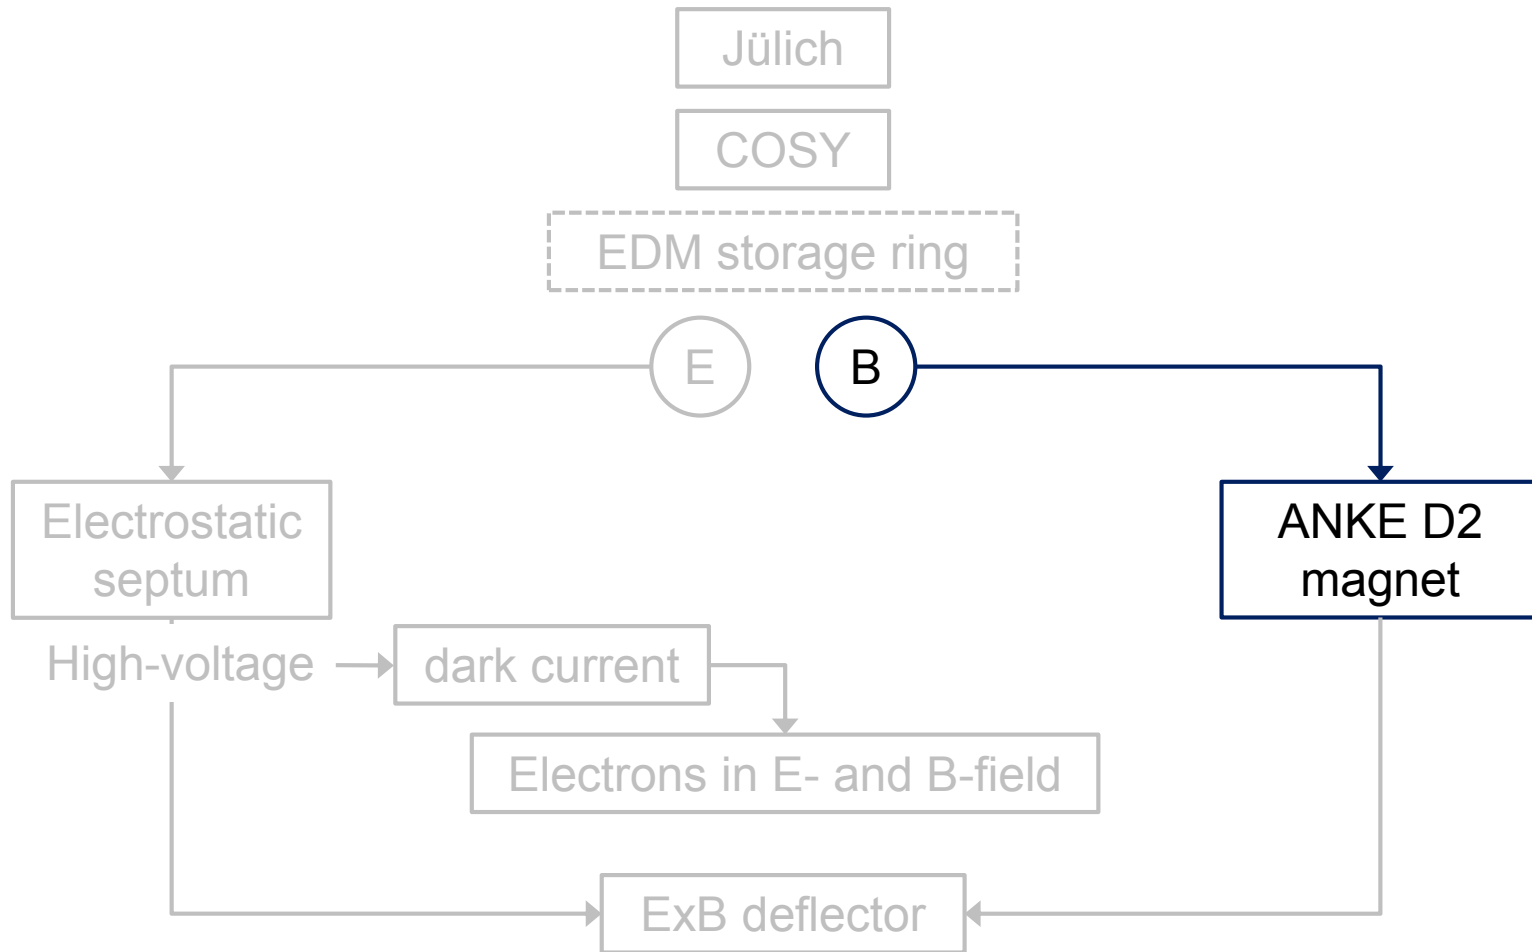 Jülich
COSY
EDM storage ring
E
B
Electrostatic
septum
ANKE D2
magnet
High-voltage
dark current
Electrons in E- and B-field
ExB deflector